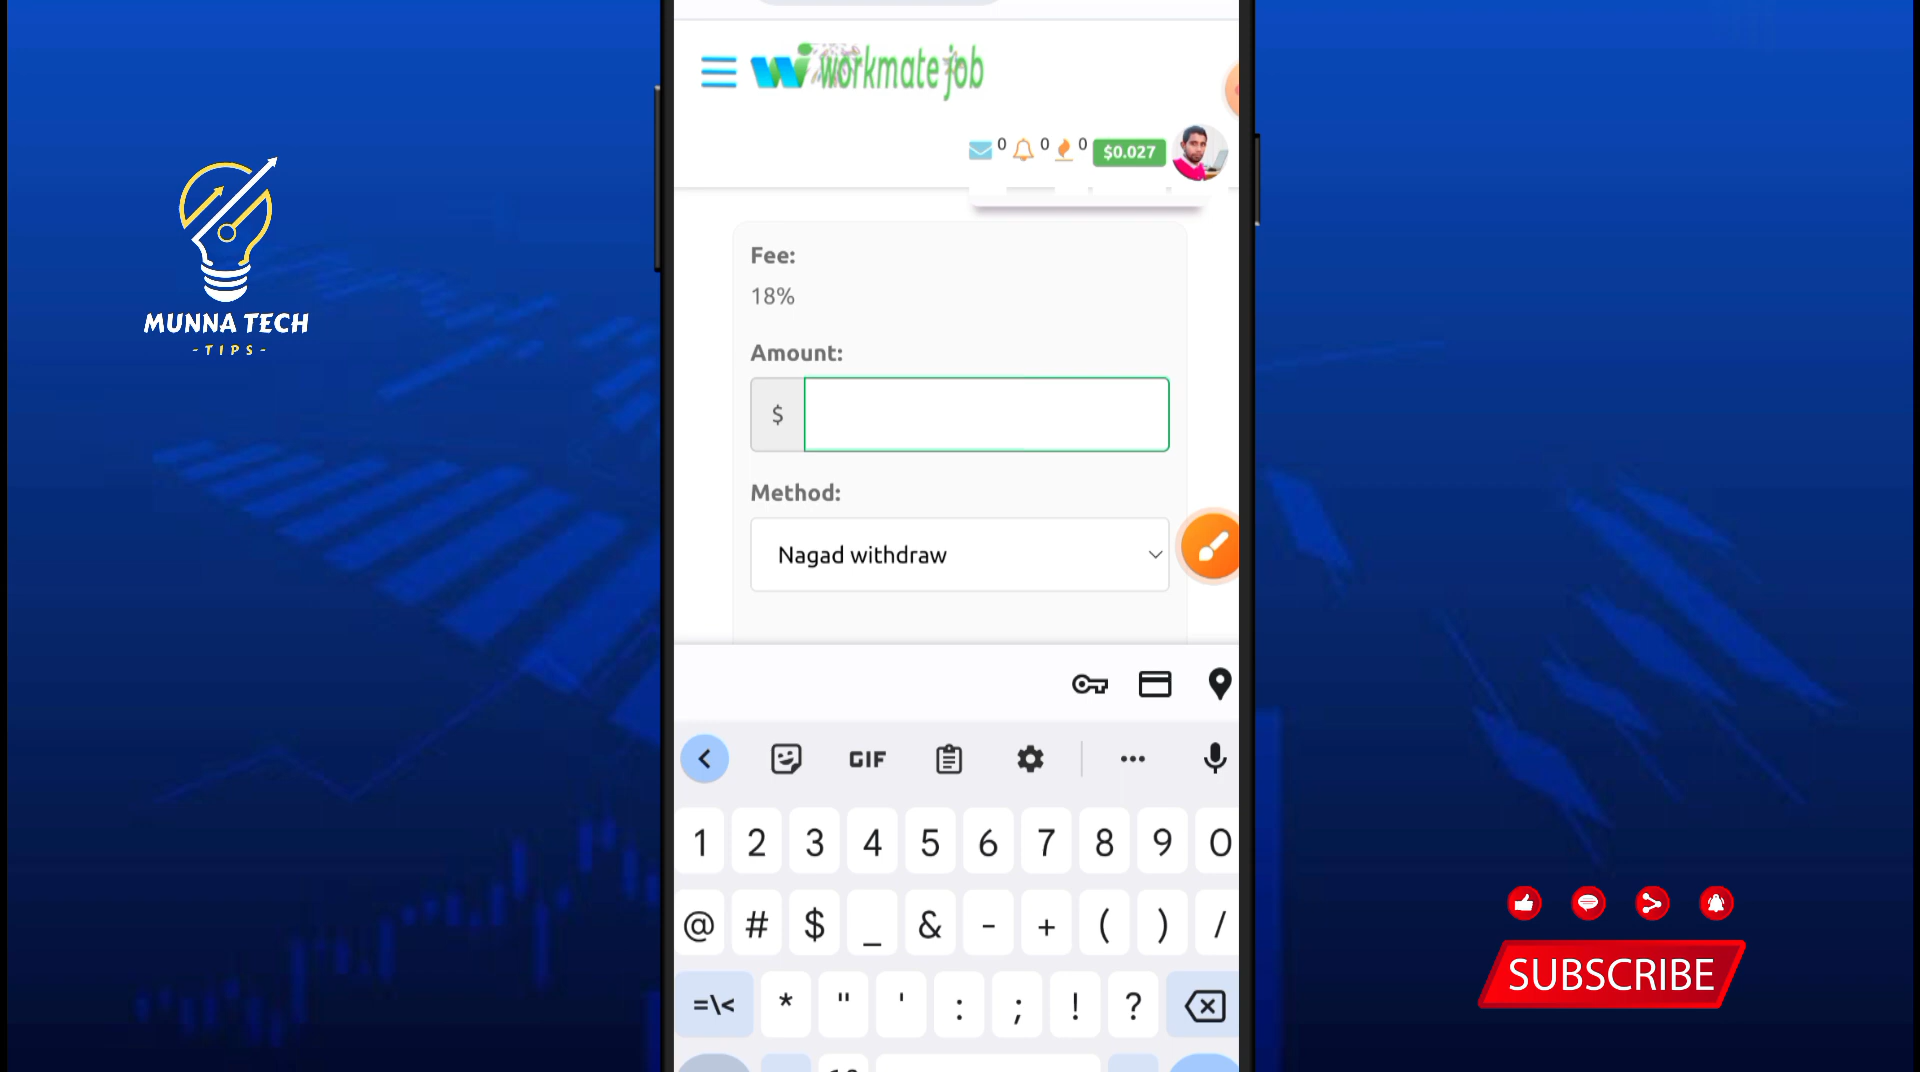 workmate job
0 0 0 $0.027
MUNNA TECH
- TIPS -
Fee:
18%
Amount:
$
Method:
Nagad withdraw
GIF
1 2 3 4 5 6 7 8 9 0
@ # $ _ & - + ( ) /
=\< * " ' : ; ! ?
SUBSCRIBE